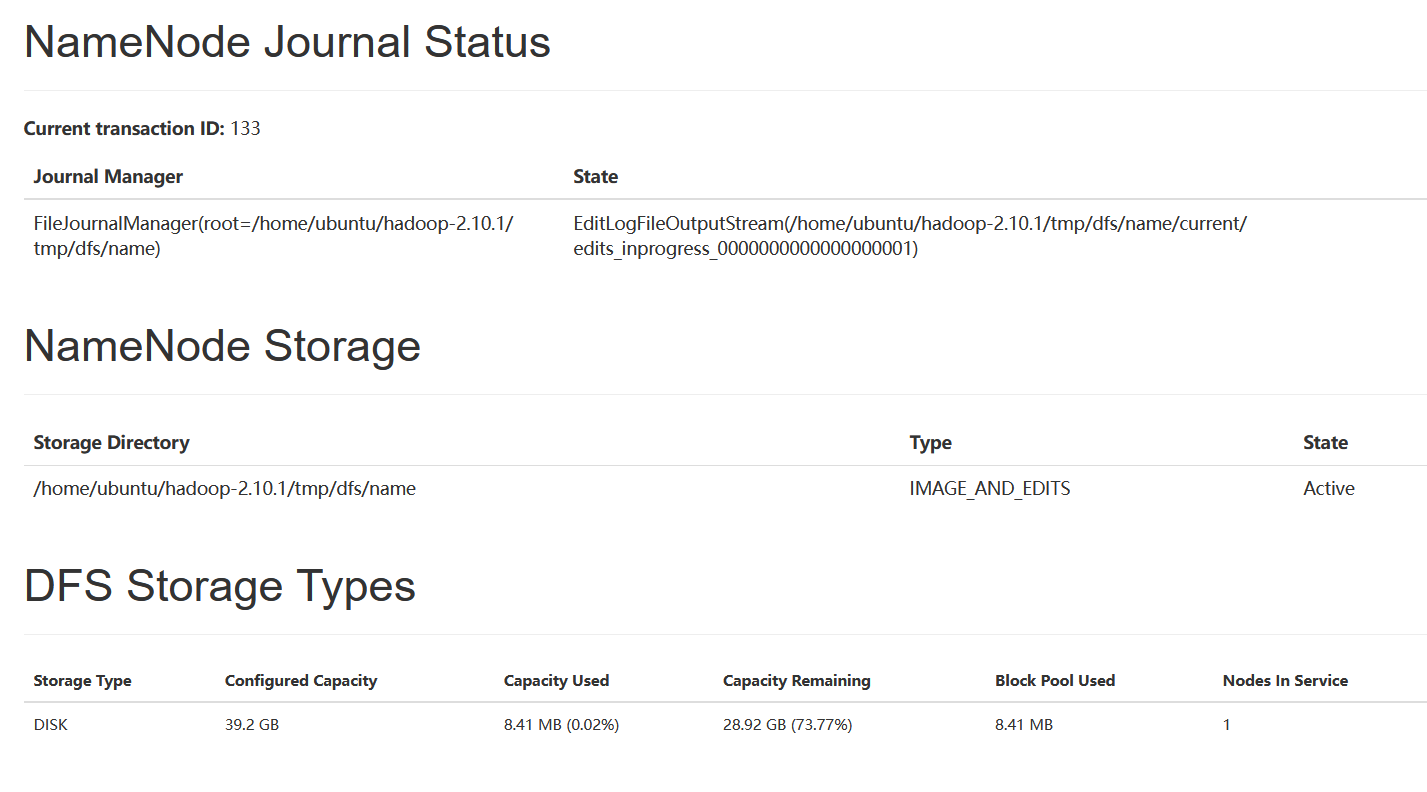 NameNode Journal Status
Current transaction ID: 133
Journal Manager State
FileJournalManager(root=/home/ubuntu/hadoop-2.10.1/
tmp/dfs/name)
EditLogFileOutputStream(/home/ubuntu/hadoop-2.10.1/tmp/dfs/name/current/
edits_inprogress_0000000000000000001)
NameNode Storage
Storage Directory Type State
/home/ubuntu/hadoop-2.10.1/tmp/dfs/name IMAGE_AND_EDITS Active
DFS Storage Types
Storage Type Configured Capacity Capacity Used Capacity Remaining Block Pool Used Nodes In Service
DISK 39.2 GB 8.41 MB (0.02%) 28.92 GB (73.77%) 8.41 MB 1